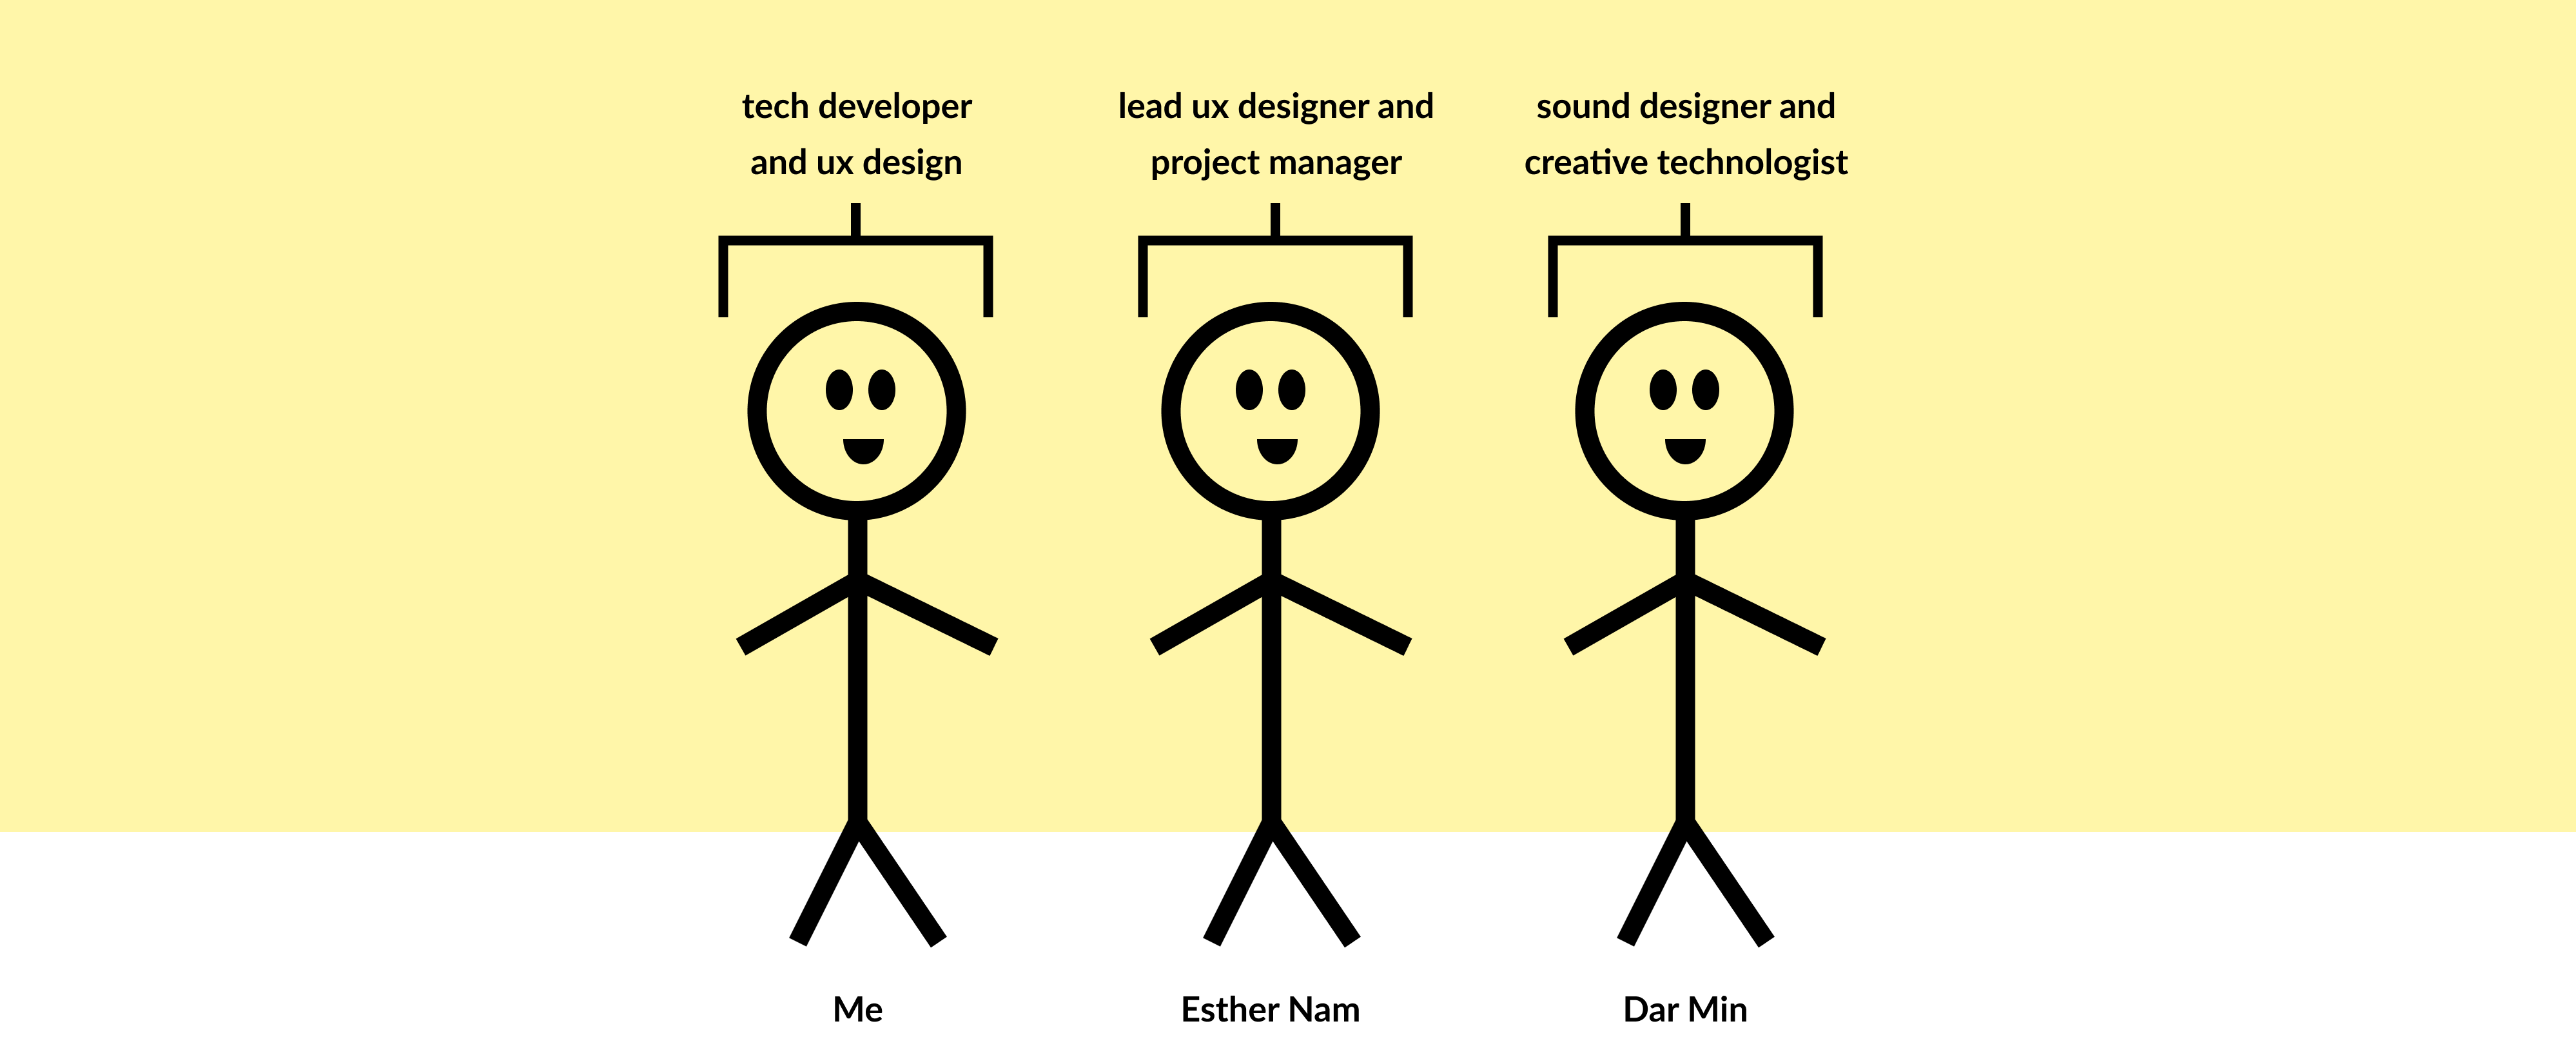 tech developer
and ux design
lead ux designer and
project manager
sound designer and
creative technologist
Me
Esther Nam
Dar Min